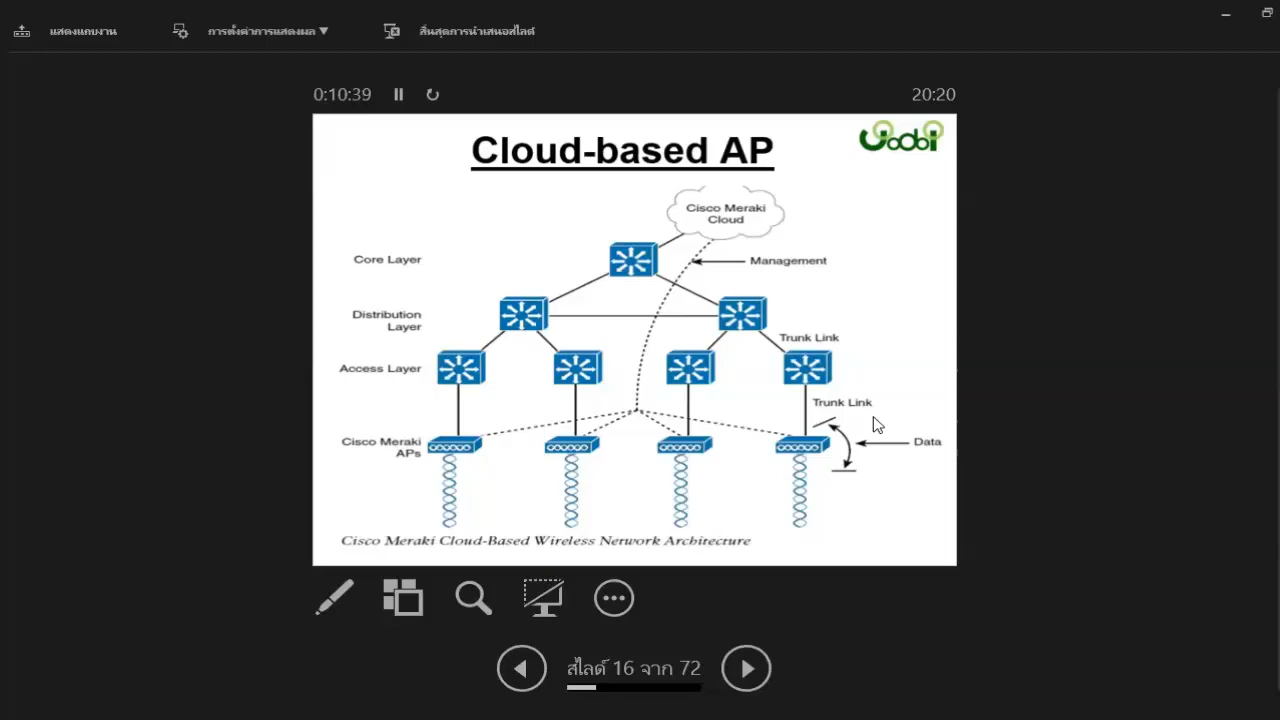 แสดงแถบงาน
การตั้งค่าการแสดงผล ▼
สิ้นสุดการนำเสนอสไลด์
0:10:39
20:20
Cloud-based AP
Cisco Meraki
Cloud
Core Layer
Management
Distribution
Layer
Trunk Link
Access Layer
Trunk Link
Cisco Meraki
APs
Data
Cisco Meraki Cloud-Based Wireless Network Architecture
สไลด์ 16 จาก 72